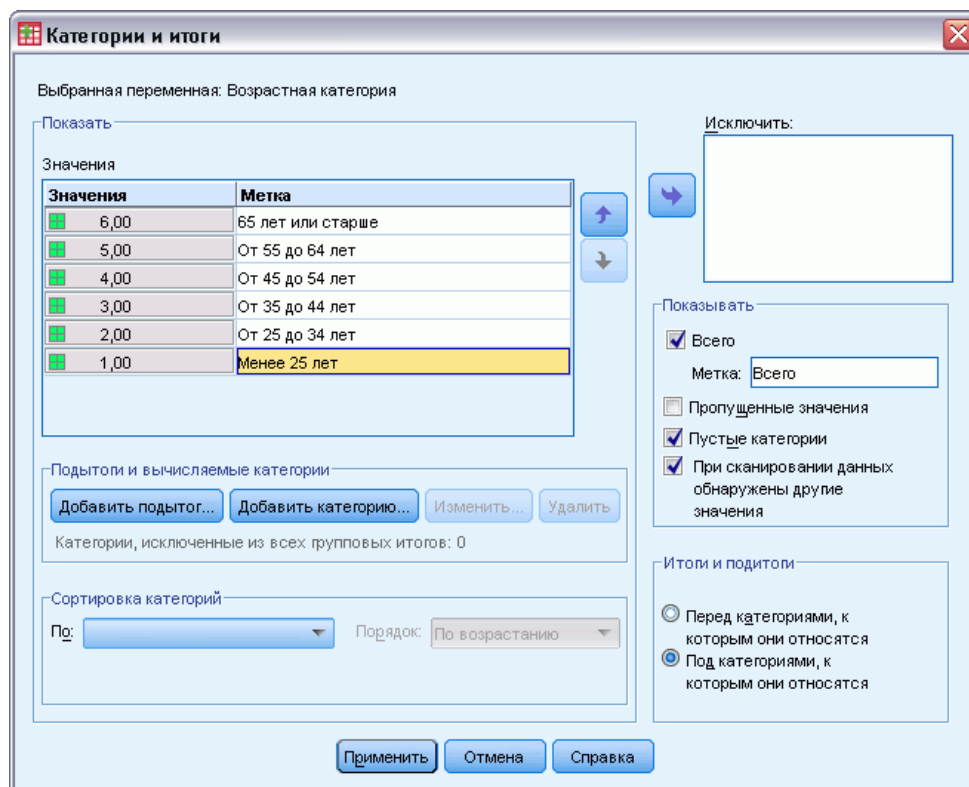 Категории и итоги
Выбранная переменная: Возрастная категория
Показать
Значения
Значения Метка
6,00 65 лет или старше
5,00 От 55 до 64 лет
4,00 От 45 до 54 лет
3,00 От 35 до 44 лет
2,00 От 25 до 34 лет
1,00 Менее 25 лет
Подытоги и вычисляемые категории
Добавить подытог... Добавить категорию... Изменить... Удалить
Категории, исключенные из всех групповых итогов: 0
Сортировка категорий
По: Порядок: По возрастанию
Исключить:
Показывать
Всего
Метка: Всего
Пропущенные значения
Пустые категории
При сканировании данных
обнаружены другие
значения
Итоги и подитоги
Перед категориями, к
которым они относятся
Под категориями, к
которым они относятся
Применить Отмена Справка